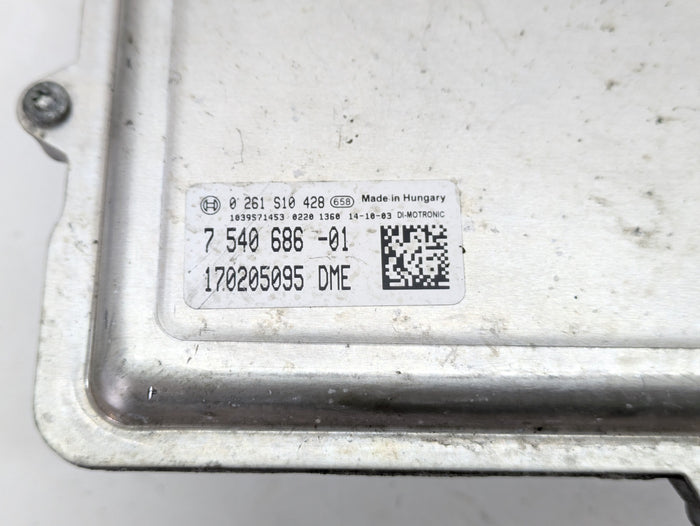 0 261 S10 428 658 Made in Hungary
1039S71453 0220 1360 14-10-03 DI-MOTRONIC
7 540 686 -01
170205095 DME